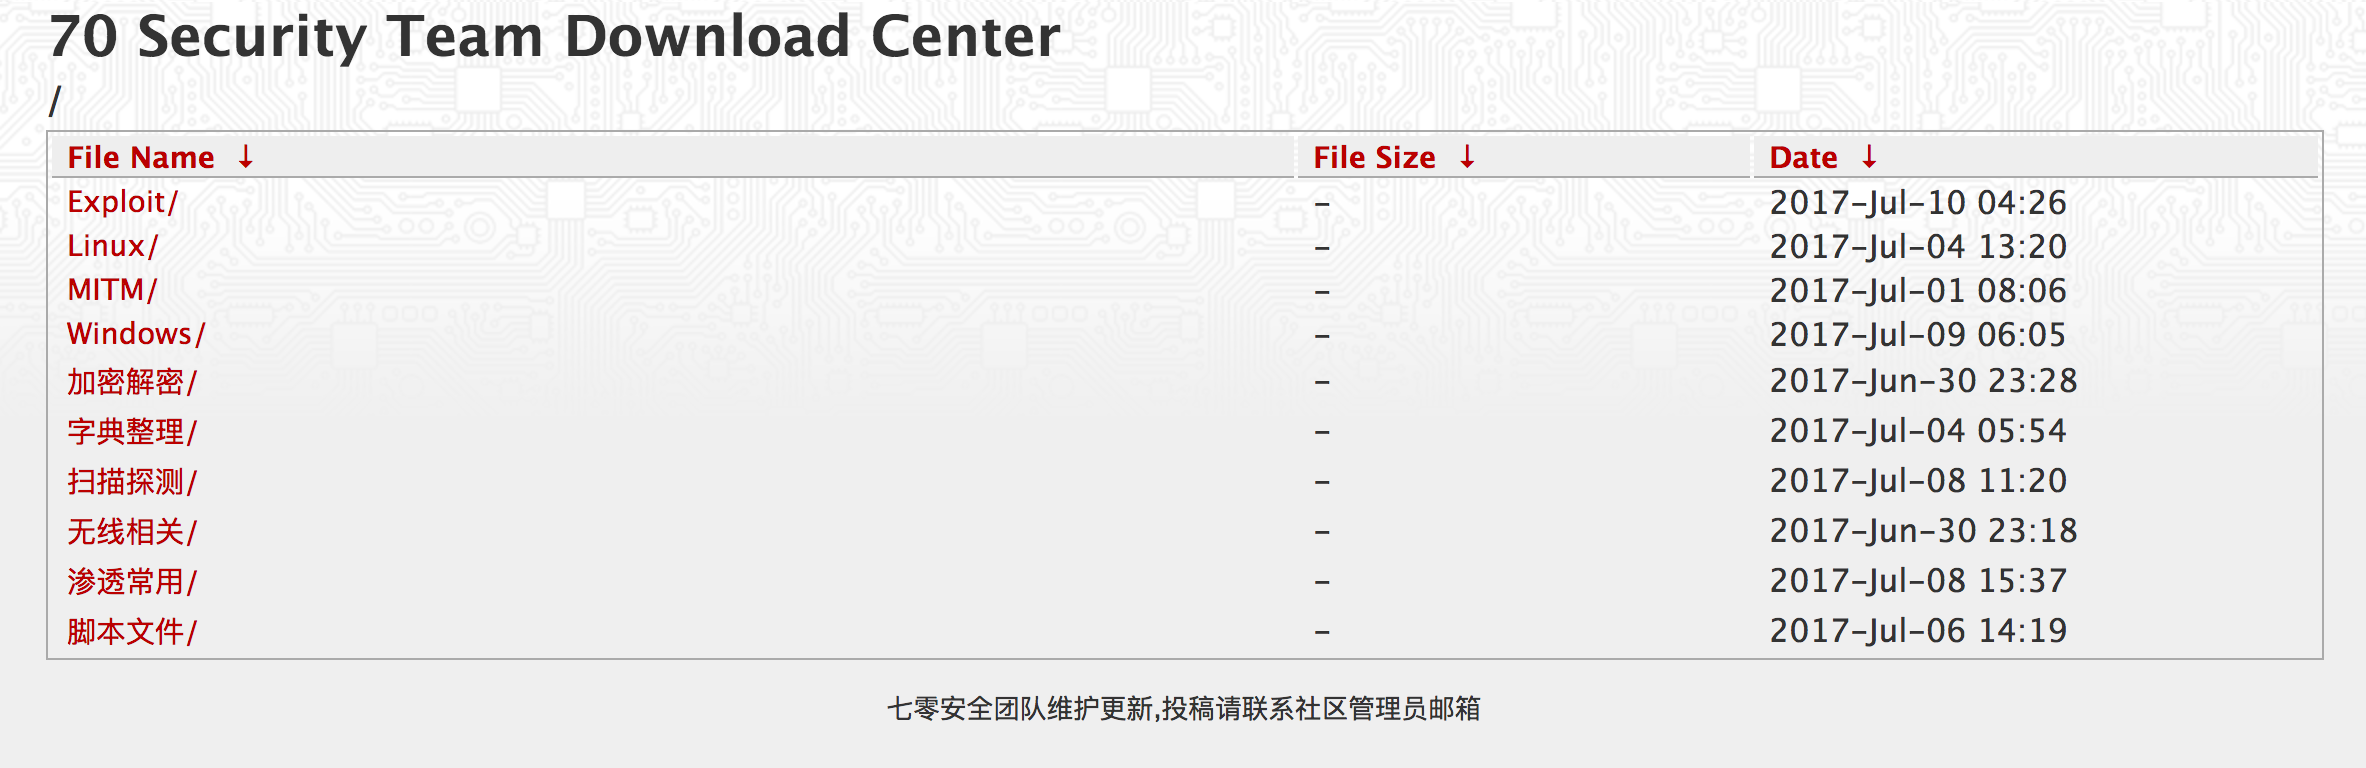 70 Security Team Download Center
/
File Name ↓ File Size ↓ Date ↓
Exploit/ – 2017-Jul-10 04:26
Linux/ – 2017-Jul-04 13:20
MITM/ – 2017-Jul-01 08:06
Windows/ – 2017-Jul-09 06:05
加密解密/ – 2017-Jun-30 23:28
字典整理/ – 2017-Jul-04 05:54
扫描探测/ – 2017-Jul-08 11:20
无线相关/ – 2017-Jun-30 23:18
渗透常用/ – 2017-Jul-08 15:37
脚本文件/ – 2017-Jul-06 14:19
七零安全团队维护更新,投稿请联系社区管理员邮箱